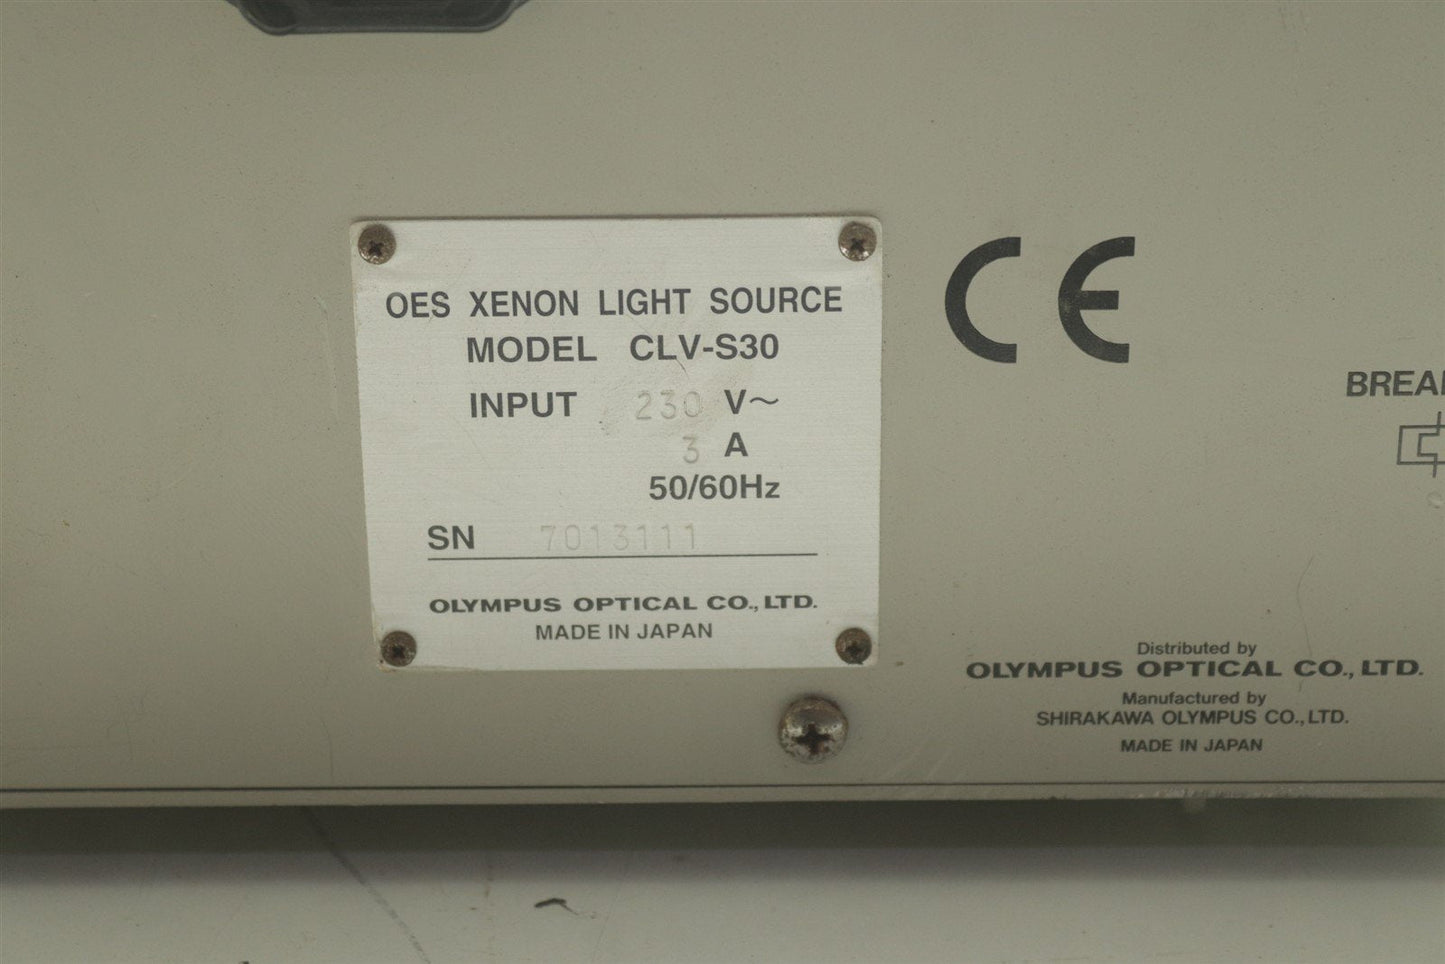 OES XENON LIGHT SOURCE
MODEL CLV-S30
INPUT 230 V~
3 A
50/60Hz
SN 7013111
OLYMPUS OPTICAL CO., LTD.
MADE IN JAPAN
CE
BREA
Distributed by
OLYMPUS OPTICAL CO., LTD.
Manufactured by
SHIRAKAWA OLYMPUS CO., LTD.
MADE IN JAPAN